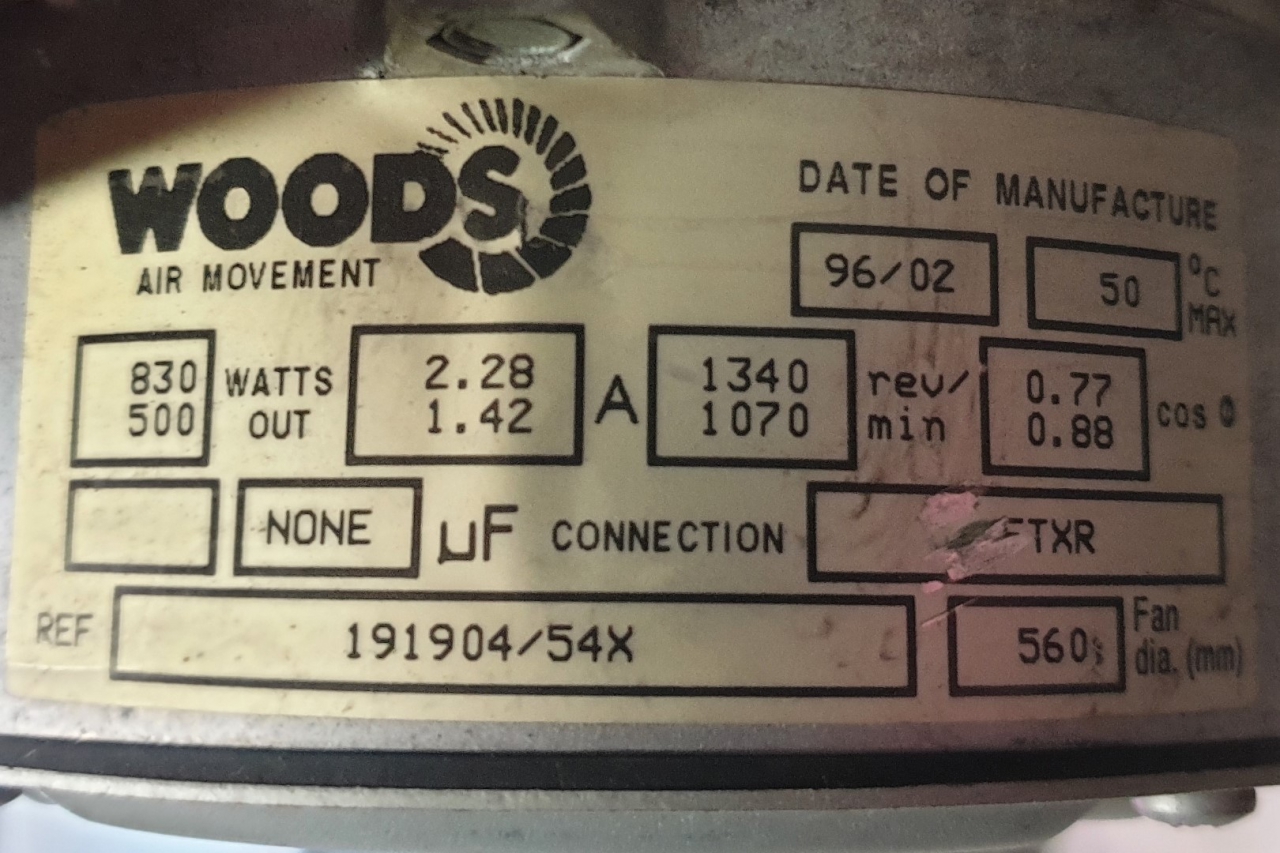 WOODS
AIR MOVEMENT
DATE OF MANUFACTURE
96/02
50 °C MAX
830 WATTS 2.28 A 1340 rev/ 0.77 cos Φ
500 OUT 1.42 1070 min 0.88
NONE µF CONNECTION TXR
REF 191904/54X 560 Fan dia. (mm)